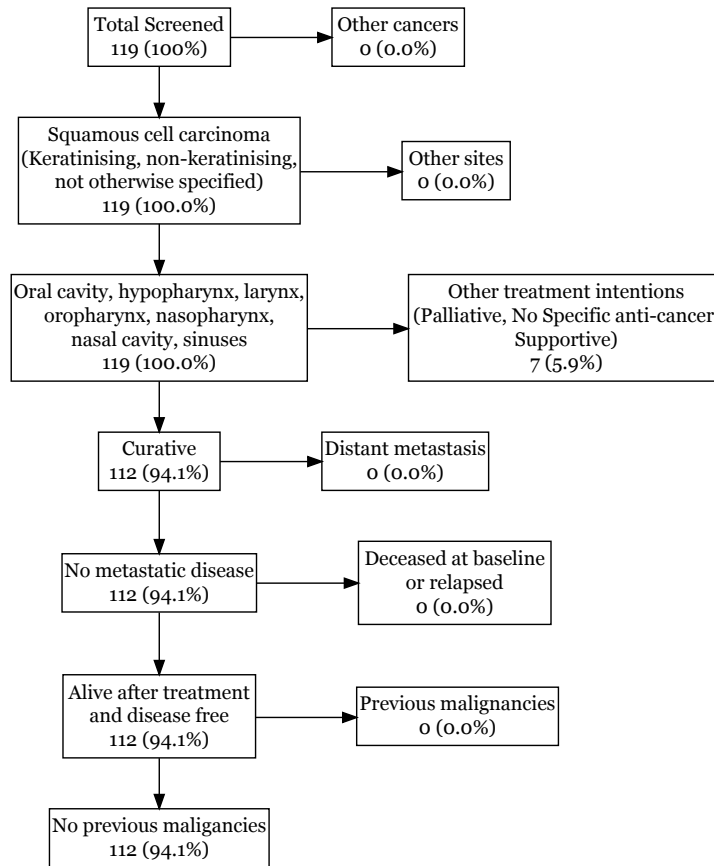 Total Screened
119 (100%)
Other cancers
0 (0.0%)
Squamous cell carcinoma
(Keratinising, non-keratinising,
not otherwise specified)
119 (100.0%)
Other sites
0 (0.0%)
Oral cavity, hypopharynx, larynx,
oropharynx, nasopharynx,
nasal cavity, sinuses
119 (100.0%)
Other treatment intentions
(Palliative, No Specific anti-cancer
Supportive)
7 (5.9%)
Curative
112 (94.1%)
Distant metastasis
0 (0.0%)
No metastatic disease
112 (94.1%)
Deceased at baseline
or relapsed
0 (0.0%)
Alive after treatment
and disease free
112 (94.1%)
Previous malignancies
0 (0.0%)
No previous maligancies
112 (94.1%)